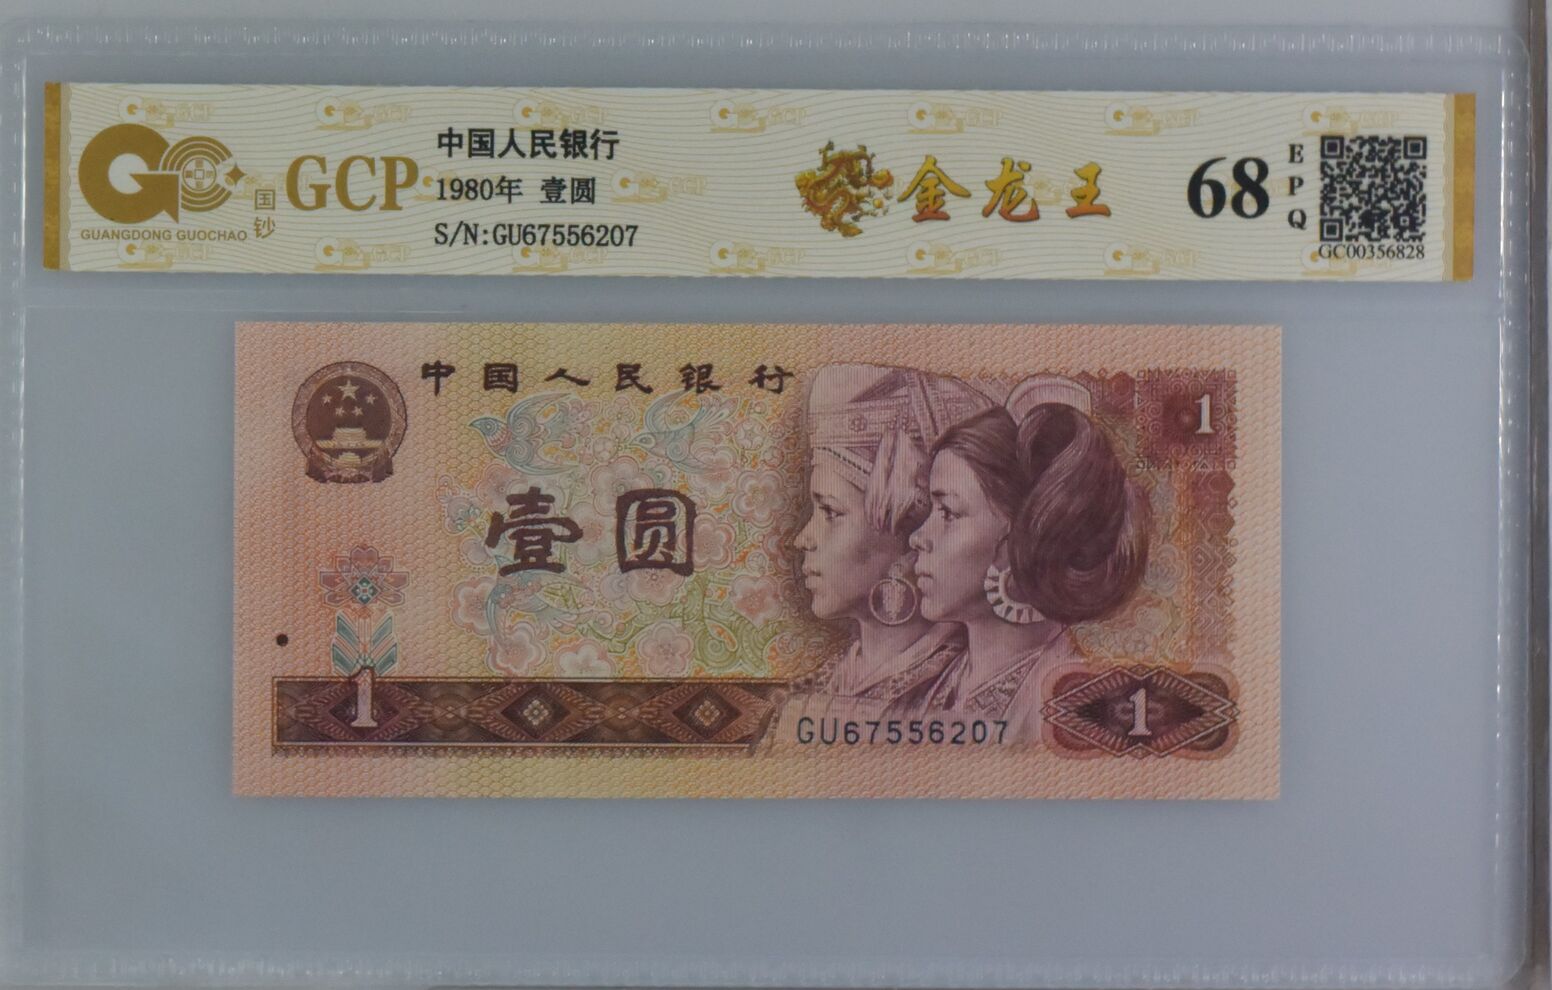 GCP
GUANGDONG GUOCHAO
国钞
中国人民银行
1980年 壹圆
S/N:GU67556207
金龙王
68
EPQ
GC00356828
中国人民银行
1
壹圆
1
GU67556207
1